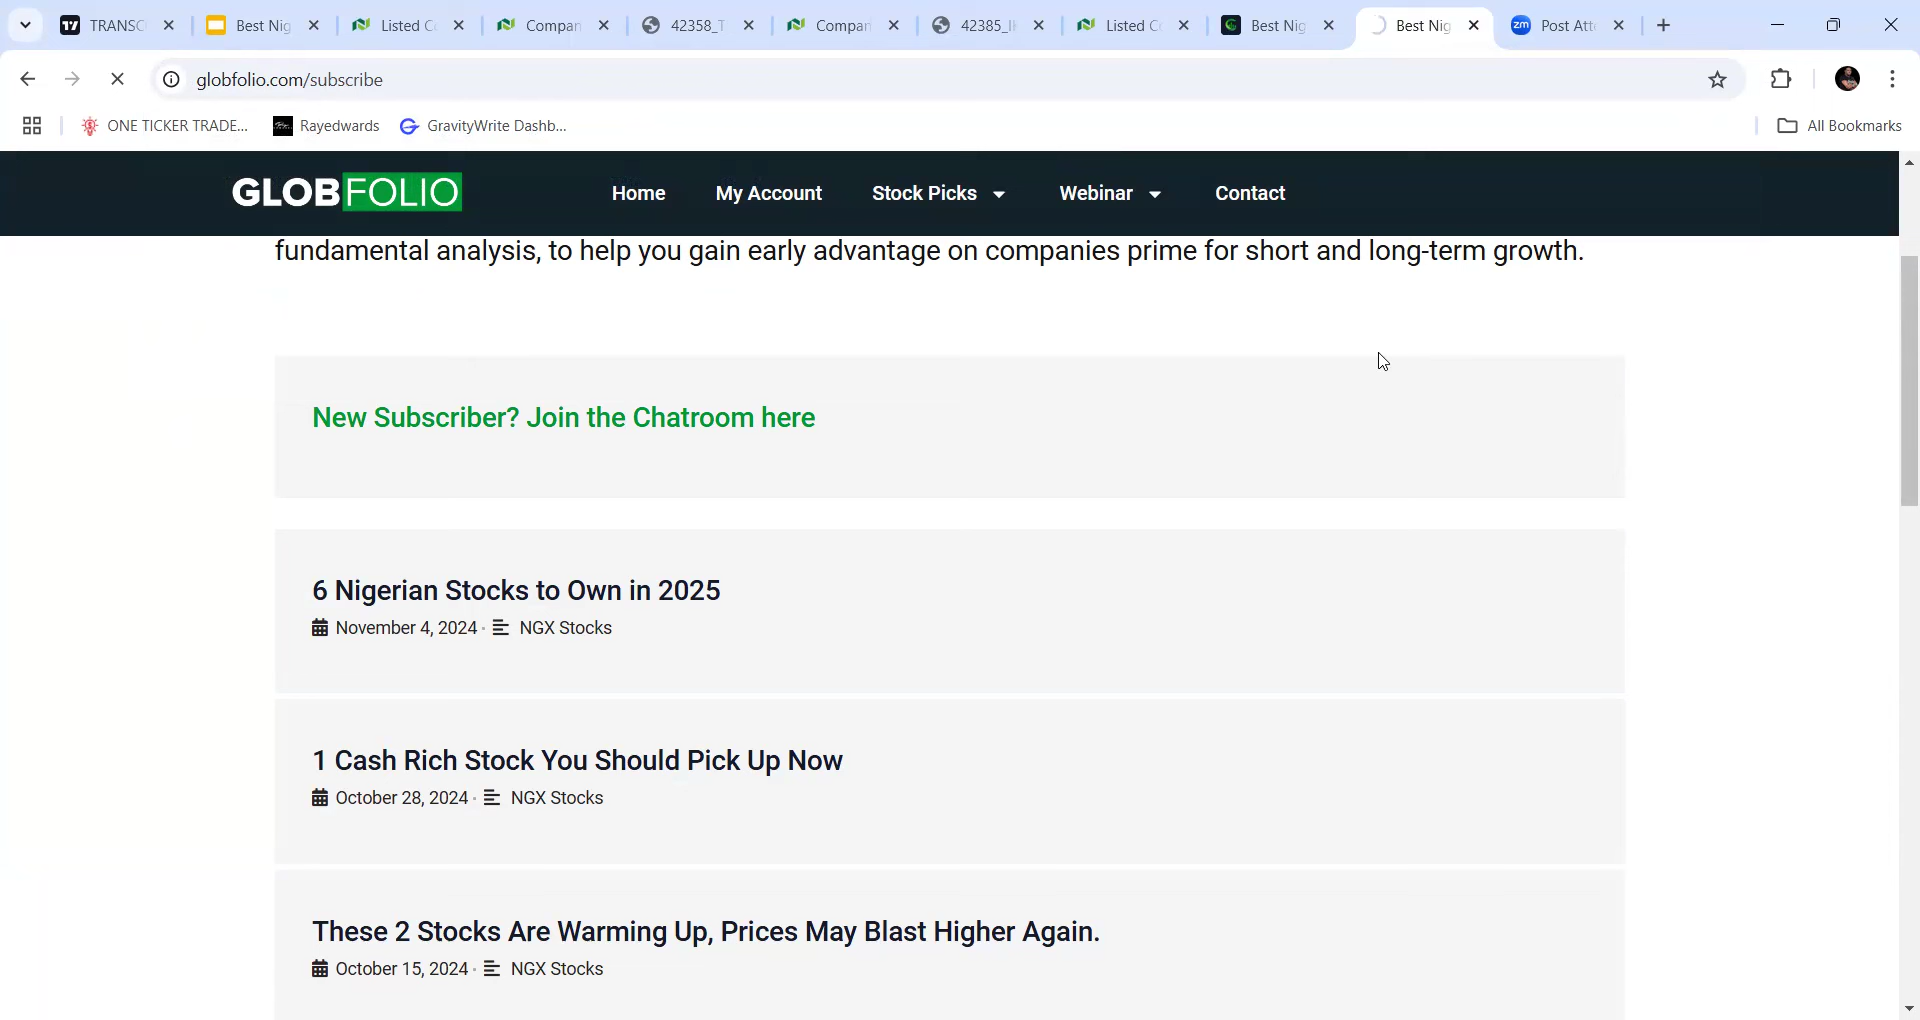 TRANSC
Best Nig
Listed C
Compan
42358_T
Compan
42385_I
Listed C
Best Nig
Best Nig
zm
Post Att
globfolio.com/subscribe
ONE TICKER TRADE...
Rayedwards
GravityWrite Dashb...
All Bookmarks
GLOBFOLIO
Home
My Account
Stock Picks
Webinar
Contact
fundamental analysis, to help you gain early advantage on companies prime for short and long-term growth.
New Subscriber? Join the Chatroom here
6 Nigerian Stocks to Own in 2025
November 4, 2024 · NGX Stocks
1 Cash Rich Stock You Should Pick Up Now
October 28, 2024 · NGX Stocks
These 2 Stocks Are Warming Up, Prices May Blast Higher Again.
October 15, 2024 · NGX Stocks